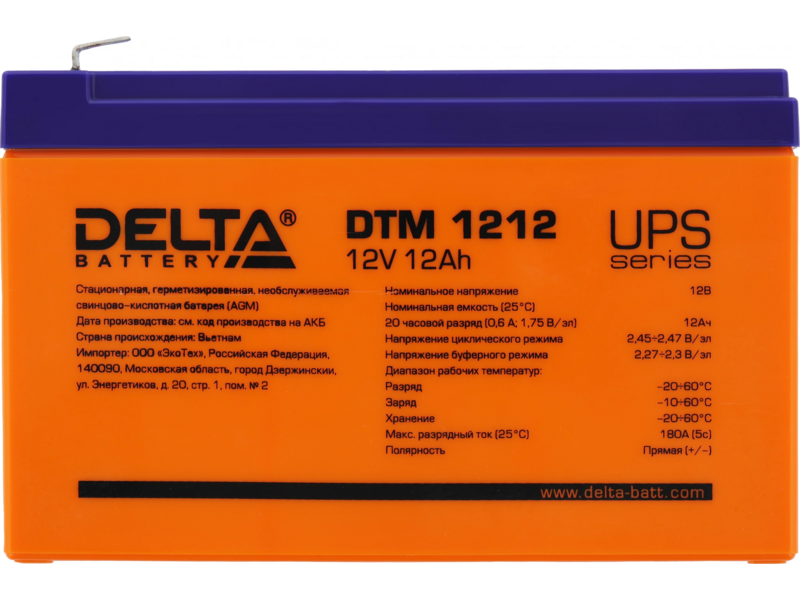 DELTA®
BATTERY
DTM 1212
12V 12Ah
UPS
series
Стационарная, герметизированная, необслуживаемая
свинцово-кислотная батарея (AGM)
Дата производства: см. код производства на АКБ
Страна происхождения: Вьетнам
Импортер: ООО «ЭкоТех», Российская Федерация,
140090, Московская область, город Дзержинский,
ул. Энергетиков, д. 20, стр. 1, пом. № 2
Номинальное напряжение 12В
Номинальная емкость (25°C)
20 часовой разряд (0,6 А; 1,75 В/эл) 12Ач
Напряжение циклического режима 2,45÷2,47 В/эл
Напряжение буферного режима 2,27÷2,3 В/эл
Диапазон рабочих температур:
Разряд -20÷60°C
Заряд -10÷60°C
Хранение -20÷60°C
Макс. разрядный ток (25°C) 180А (5с)
Полярность Прямая (+/-)
www.delta-batt.com